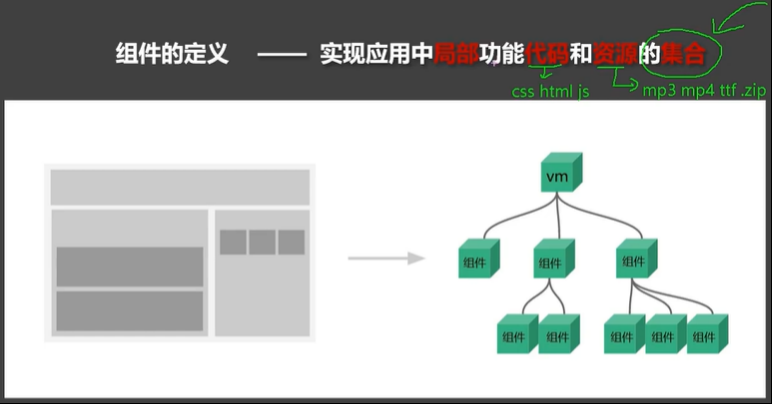 组件的定义 —— 实现应用中局部功能代码和资源的集合
css html js
mp3 mp4 ttf .zip
vm
组件 组件 组件
组件 组件 组件 组件 组件